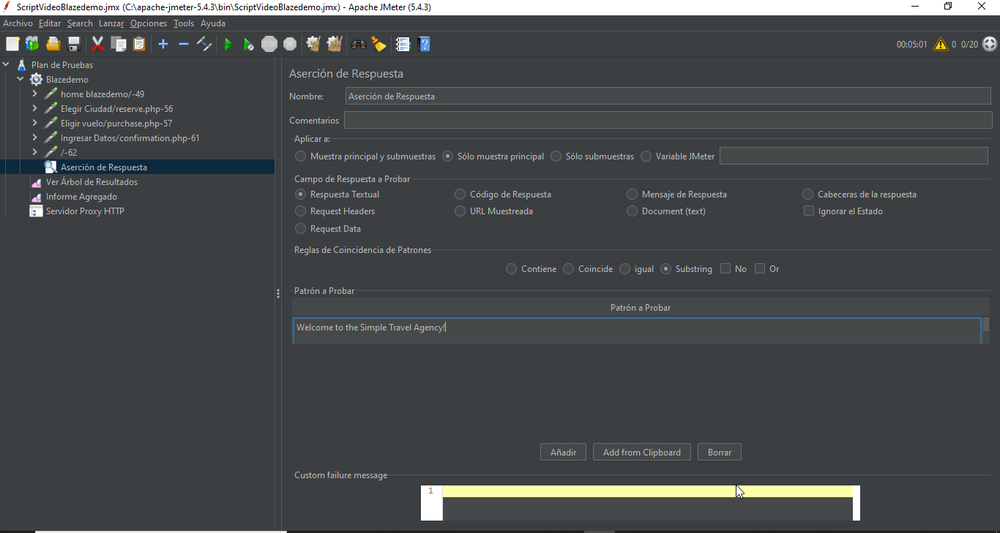 ScriptVideoBlazedemo.jmx (C:\apache-jmeter-5.4.3\bin\ScriptVideoBlazedemo.jmx) - Apache JMeter (5.4.3)
Archivo Editar Search Lanzar Opciones Tools Ayuda
00:05:01 0 0/20
Plan de Pruebas
Blazedemo
home blazedemo/-49
Elegir Ciudad/reserve.php-56
Eligir vuelo/purchase.php-57
Ingresar Datos/confirmation.php-61
/-62
Aserción de Respuesta
Ver Árbol de Resultados
Informe Agregado
Servidor Proxy HTTP
Aserción de Respuesta
Nombre: Aserción de Respuesta
Comentarios
Aplicar a:
Muestra principal y submuestras Sólo muestra principal Sólo submuestras Variable JMeter
Campo de Respuesta a Probar
Respuesta Textual Código de Respuesta Mensaje de Respuesta Cabeceras de la respuesta
Request Headers URL Muestreada Document (text) Ignorar el Estado
Request Data
Reglas de Coincidencia de Patrones
Contiene Coincide igual Substring No Or
Patrón a Probar
Patrón a Probar
Welcome to the Simple Travel Agency!
Añadir Add from Clipboard Borrar
Custom failure message
1